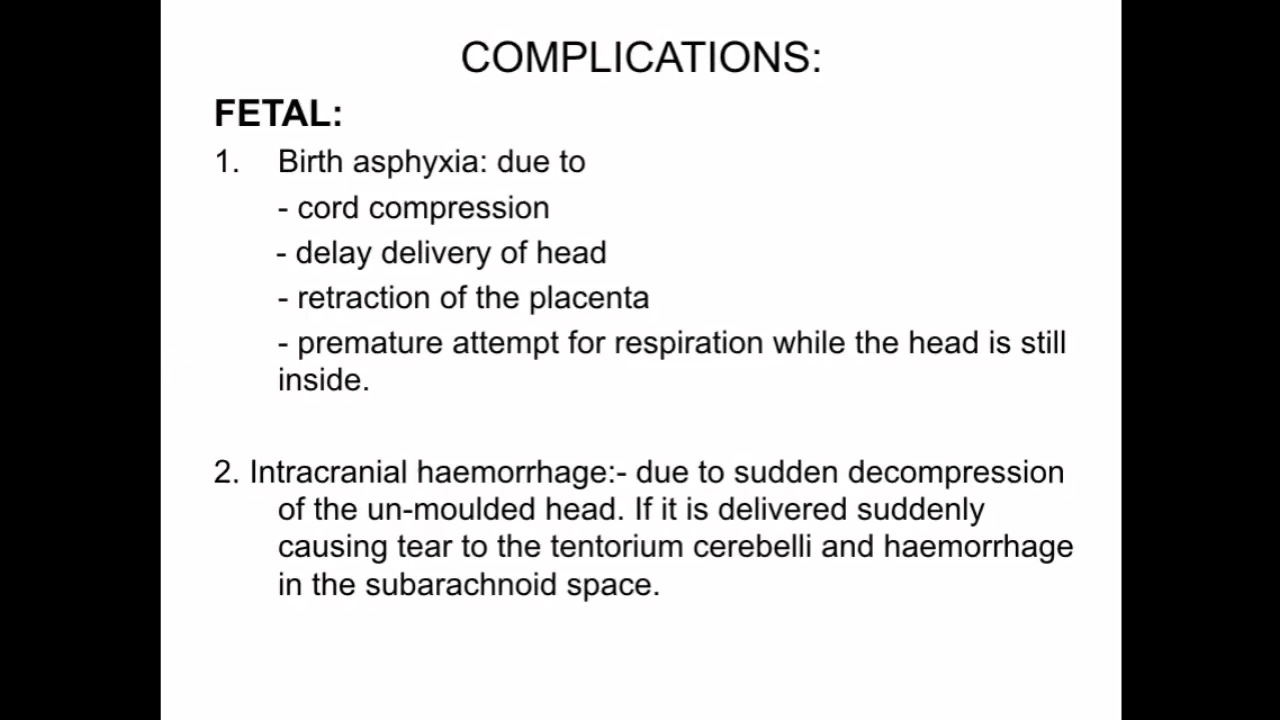 COMPLICATIONS:
FETAL:
1. Birth asphyxia: due to
- cord compression
- delay delivery of head
- retraction of the placenta
- premature attempt for respiration while the head is still
inside.
2. Intracranial haemorrhage:- due to sudden decompression
of the un-moulded head. If it is delivered suddenly
causing tear to the tentorium cerebelli and haemorrhage
in the subarachnoid space.